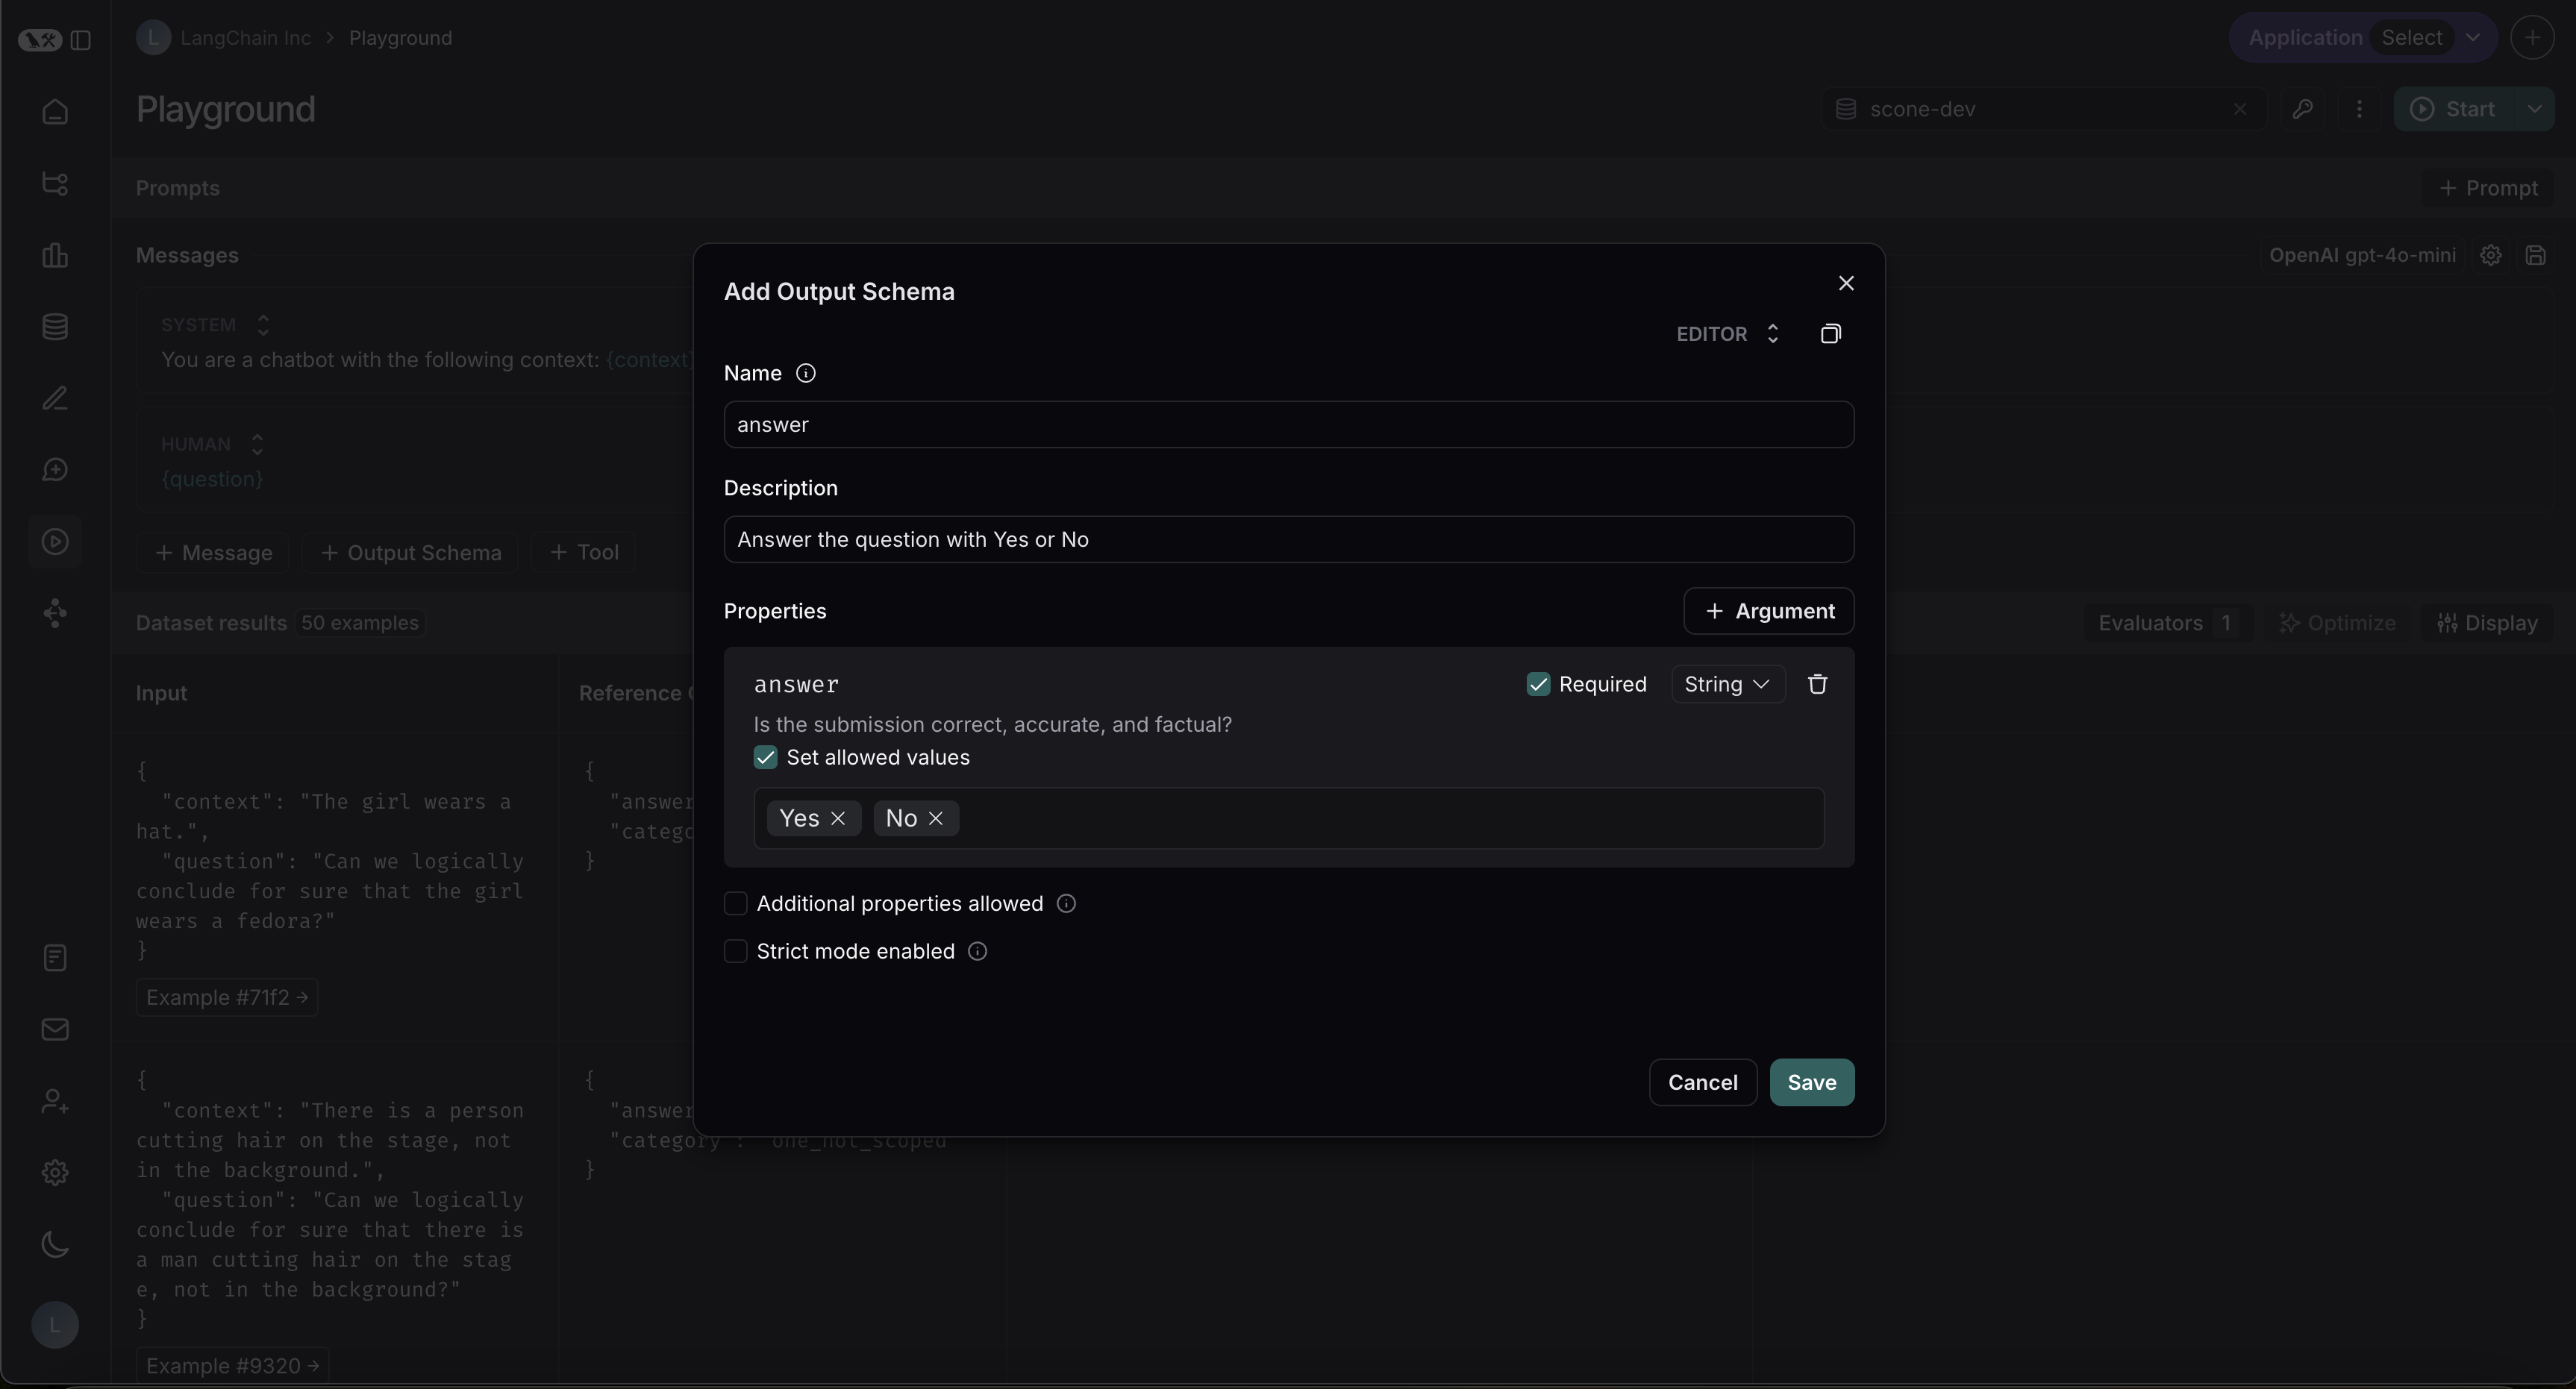 L LangChain Inc > Playground
Application Select
Playground
scone-dev
Start
Prompts
+ Prompt
Messages
OpenAI gpt-4o-mini
SYSTEM
You are a chatbot with the following context: {context}
HUMAN
{question}
+ Message
+ Output Schema
+ Tool
Dataset results 50 examples
Evaluators 1
Optimize
Display
Input
Reference
{
"context": "The girl wears a
hat.",
"question": "Can we logically
conclude for sure that the girl
wears a fedora?"
}
Example #71f2 →
{
"answer
"catego
}
{
"context": "There is a person
cutting hair on the stage, not
in the background.",
"question": "Can we logically
conclude for sure that there is
a man cutting hair on the stag
e, not in the background?"
}
Example #9320 →
{
"answer
"category": "one_not_scoped"
}
L
Add Output Schema
EDITOR
Name
answer
Description
Answer the question with Yes or No
Properties
+ Argument
answer
Required
String
Is the submission correct, accurate, and factual?
Set allowed values
Yes
No
Additional properties allowed
Strict mode enabled
Cancel
Save